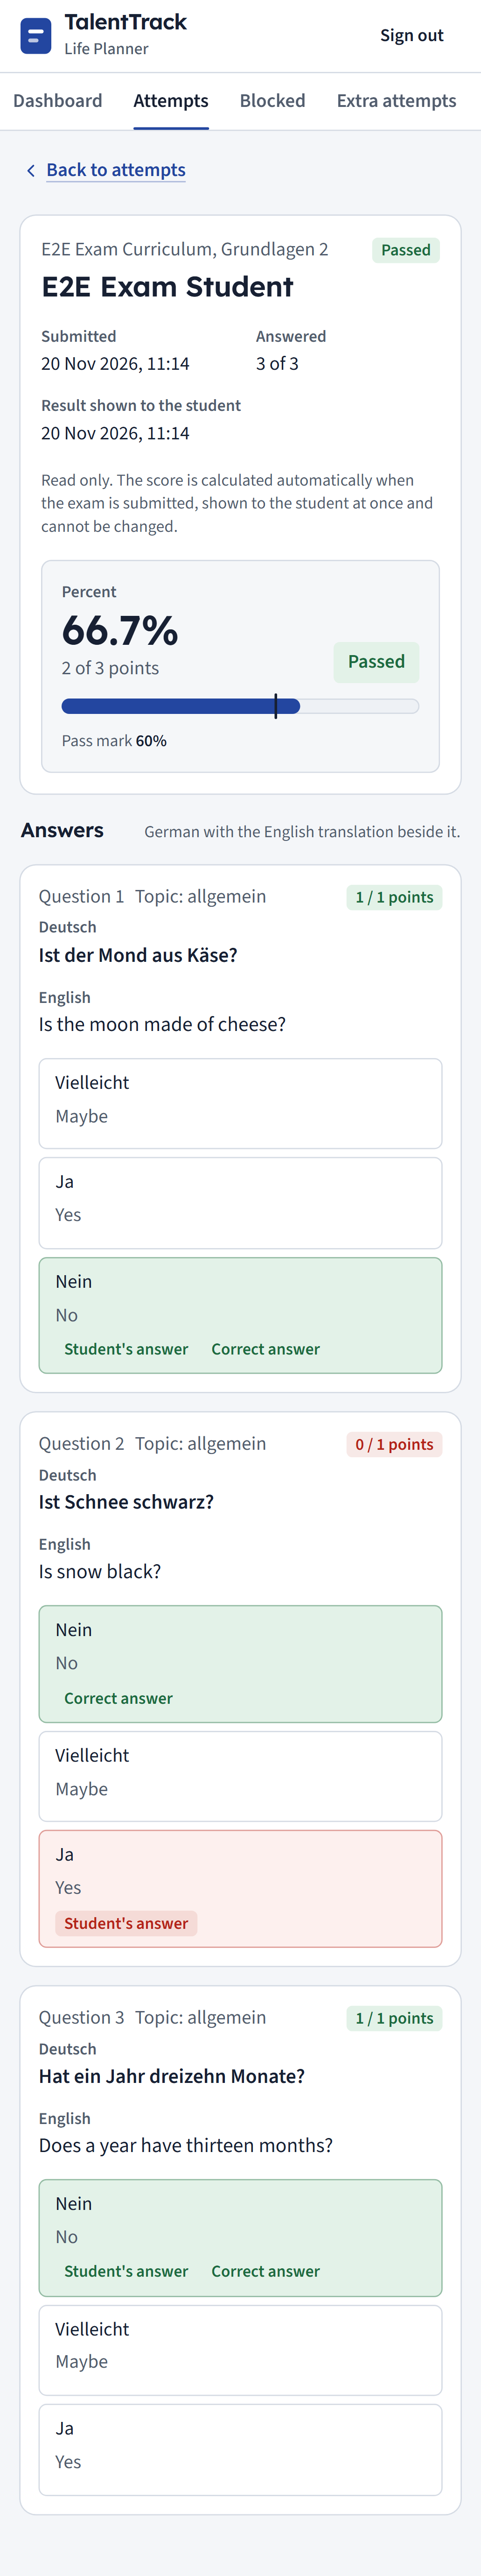 TalentTrack
Life Planner
Sign out
Dashboard
Attempts
Blocked
Extra attempts
Back to attempts
E2E Exam Curriculum, Grundlagen 2
Passed
E2E Exam Student
Submitted
20 Nov 2026, 11:14
Answered
3 of 3
Result shown to the student
20 Nov 2026, 11:14
Read only. The score is calculated automatically when
the exam is submitted, shown to the student at once and
cannot be changed.
Percent
66.7%
2 of 3 points
Passed
Pass mark 60%
Answers
German with the English translation beside it.
Question 1 Topic: allgemein
1 / 1 points
Deutsch
Ist der Mond aus Käse?
English
Is the moon made of cheese?
Vielleicht
Maybe
Ja
Yes
Nein
No
Student's answer
Correct answer
Question 2 Topic: allgemein
0 / 1 points
Deutsch
Ist Schnee schwarz?
English
Is snow black?
Nein
No
Correct answer
Vielleicht
Maybe
Ja
Yes
Student's answer
Question 3 Topic: allgemein
1 / 1 points
Deutsch
Hat ein Jahr dreizehn Monate?
English
Does a year have thirteen months?
Nein
No
Student's answer
Correct answer
Vielleicht
Maybe
Ja
Yes